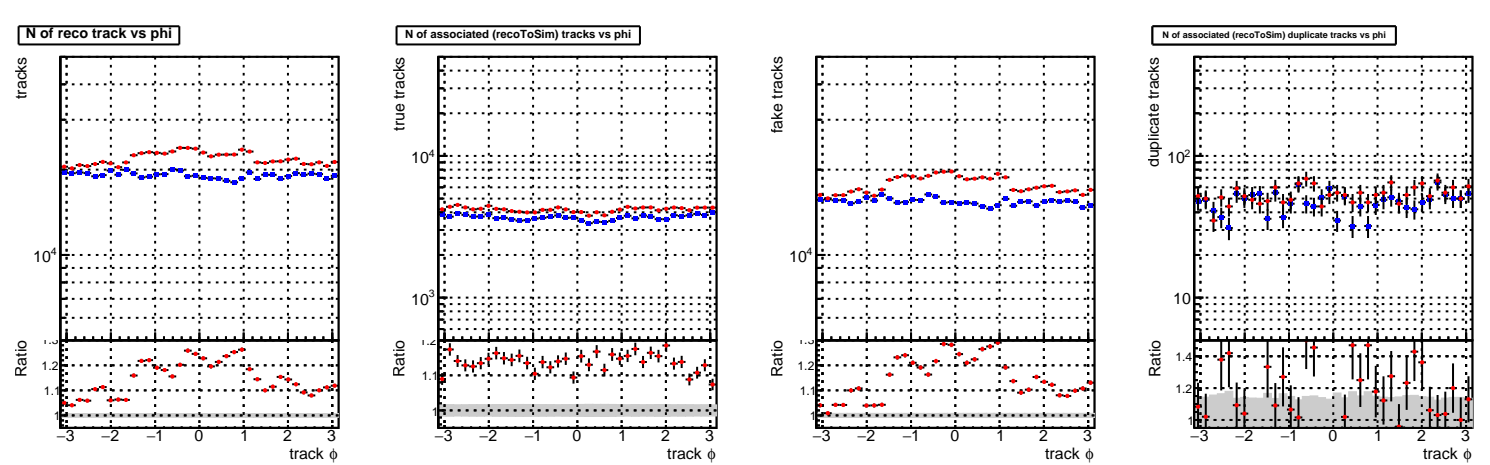 N of reco track vs phi
tracks
10^4
Ratio
1.3
1.2
1.1
1
−3 −2 −1 0 1 2 3
track ϕ
N of associated (recoToSim) tracks vs phi
true tracks
10^4
10^3
Ratio
1.2
1.1
1
−3 −2 −1 0 1 2 3
track ϕ
fake tracks
10^4
Ratio
1.3
1.2
1.1
1
−3 −2 −1 0 1 2 3
track ϕ
N of associated (recoToSim) duplicate tracks vs phi
duplicate tracks
10^2
10
Ratio
1.4
1.2
1
−3 −2 −1 0 1 2 3
track ϕ